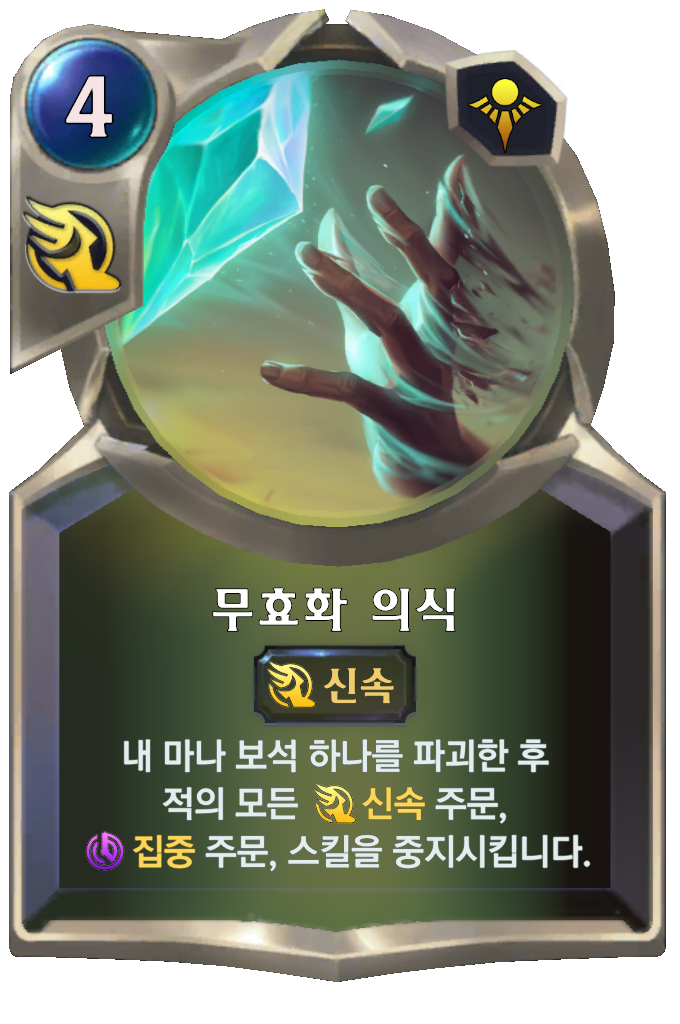 4
무효화 의식
신속
내 마나 보석 하나를 파괴한 후
적의 모든 신속 주문,
집중 주문, 스킬을 중지시킵니다.